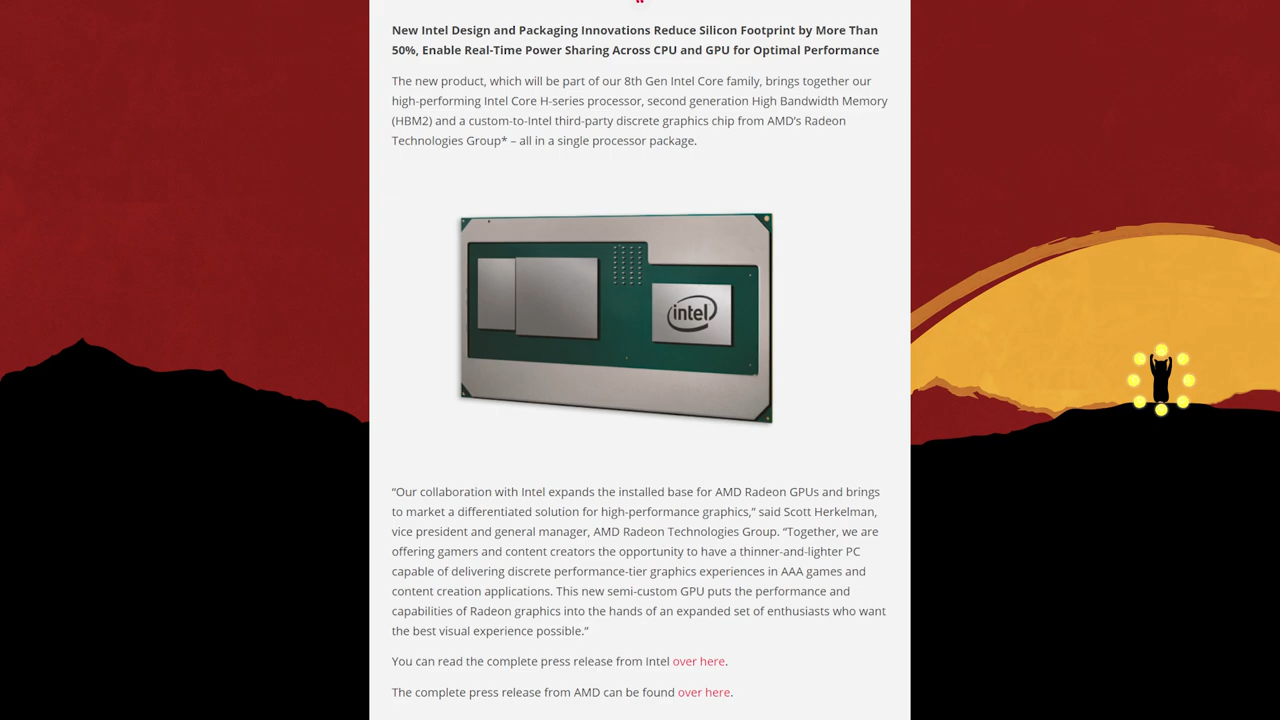 New Intel Design and Packaging Innovations Reduce Silicon Footprint by More Than
50%, Enable Real-Time Power Sharing Across CPU and GPU for Optimal Performance
The new product, which will be part of our 8th Gen Intel Core family, brings together our
high-performing Intel Core H-series processor, second generation High Bandwidth Memory
(HBM2) and a custom-to-Intel third-party discrete graphics chip from AMD’s Radeon
Technologies Group* – all in a single processor package.
intel
“Our collaboration with Intel expands the installed base for AMD Radeon GPUs and brings
to market a differentiated solution for high-performance graphics,” said Scott Herkelman,
vice president and general manager, AMD Radeon Technologies Group. “Together, we are
offering gamers and content creators the opportunity to have a thinner-and-lighter PC
capable of delivering discrete performance-tier graphics experiences in AAA games and
content creation applications. This new semi-custom GPU puts the performance and
capabilities of Radeon graphics into the hands of an expanded set of enthusiasts who want
the best visual experience possible.”
You can read the complete press release from Intel over here.
The complete press release from AMD can be found over here.